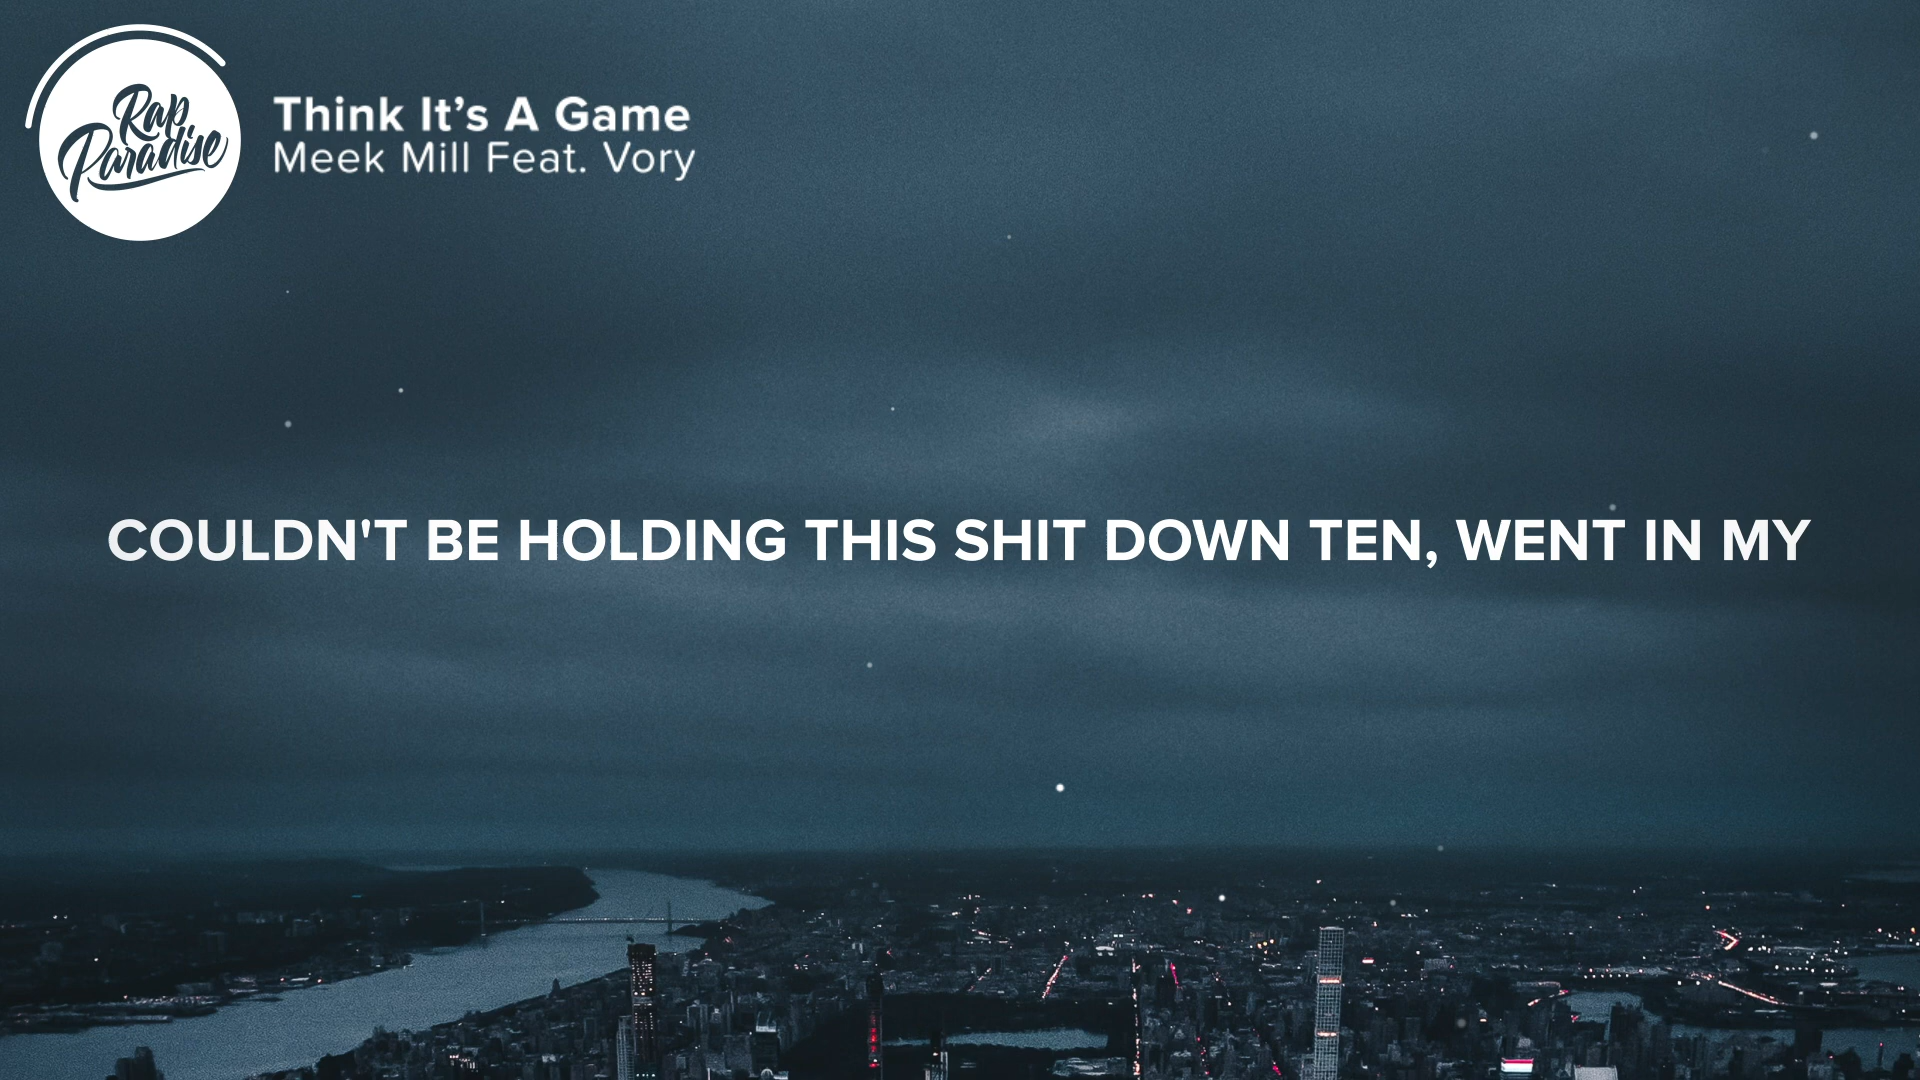 Rap
Paradise
Think It’s A Game
Meek Mill Feat. Vory
COULDN'T BE HOLDING THIS SHIT DOWN TEN, WENT IN MY